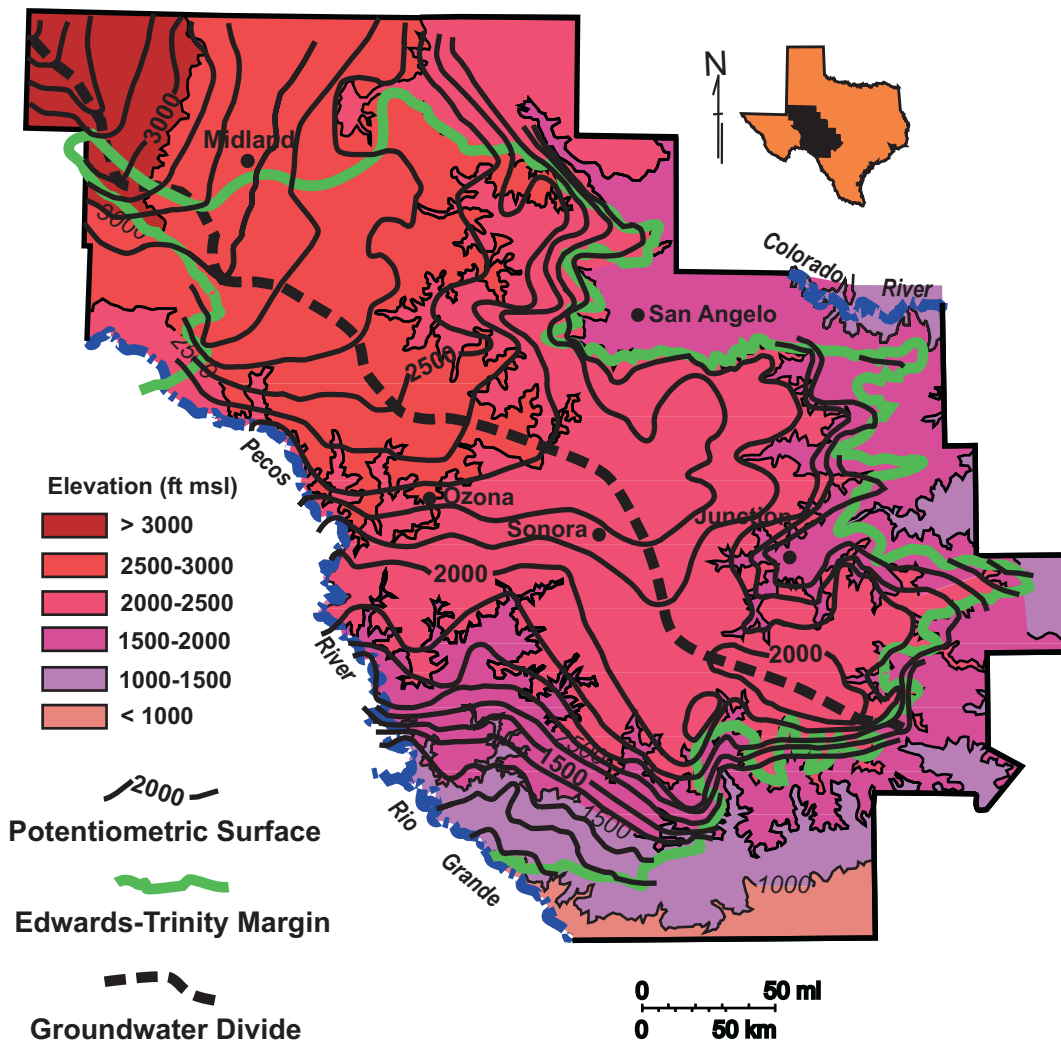 N
3000
Midland
3000
Colorado
River
San Angelo
2500
2500
Pecos
Elevation (ft msl)
> 3000
2500-3000
2000-2500
1500-2000
1000-1500
< 1000
Ozona
Sonora
Junction
2000
River
2000
1500
1500
Rio
Grande
1000
2000
Potentiometric Surface
Edwards-Trinity Margin
Groundwater Divide
0 50 mi
0 50 km